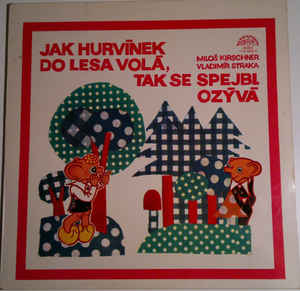 JAK HURVÍNEK
DO LESA VOLÁ,
MILOŠ KIRSCHNER
VLADIMÍR STRAKA
TAK SE SPEJBL
OZÝVÁ